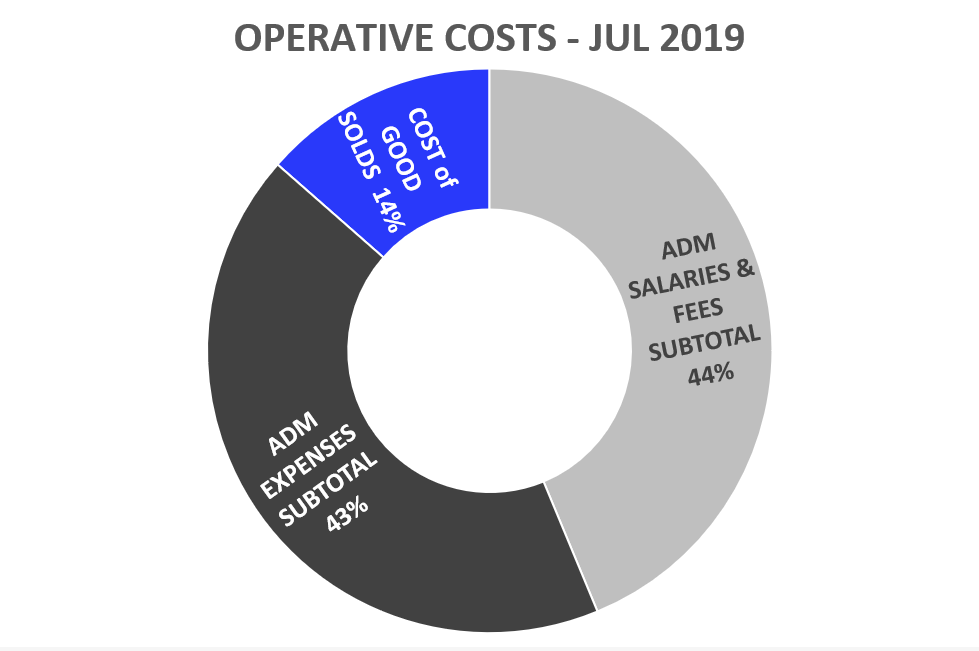 OPERATIVE COSTS - JUL 2019
COST of
GOOD
SOLDS 14%
ADM
SALARIES &
FEES
SUBTOTAL
44%
ADM
EXPENSES
SUBTOTAL
43%